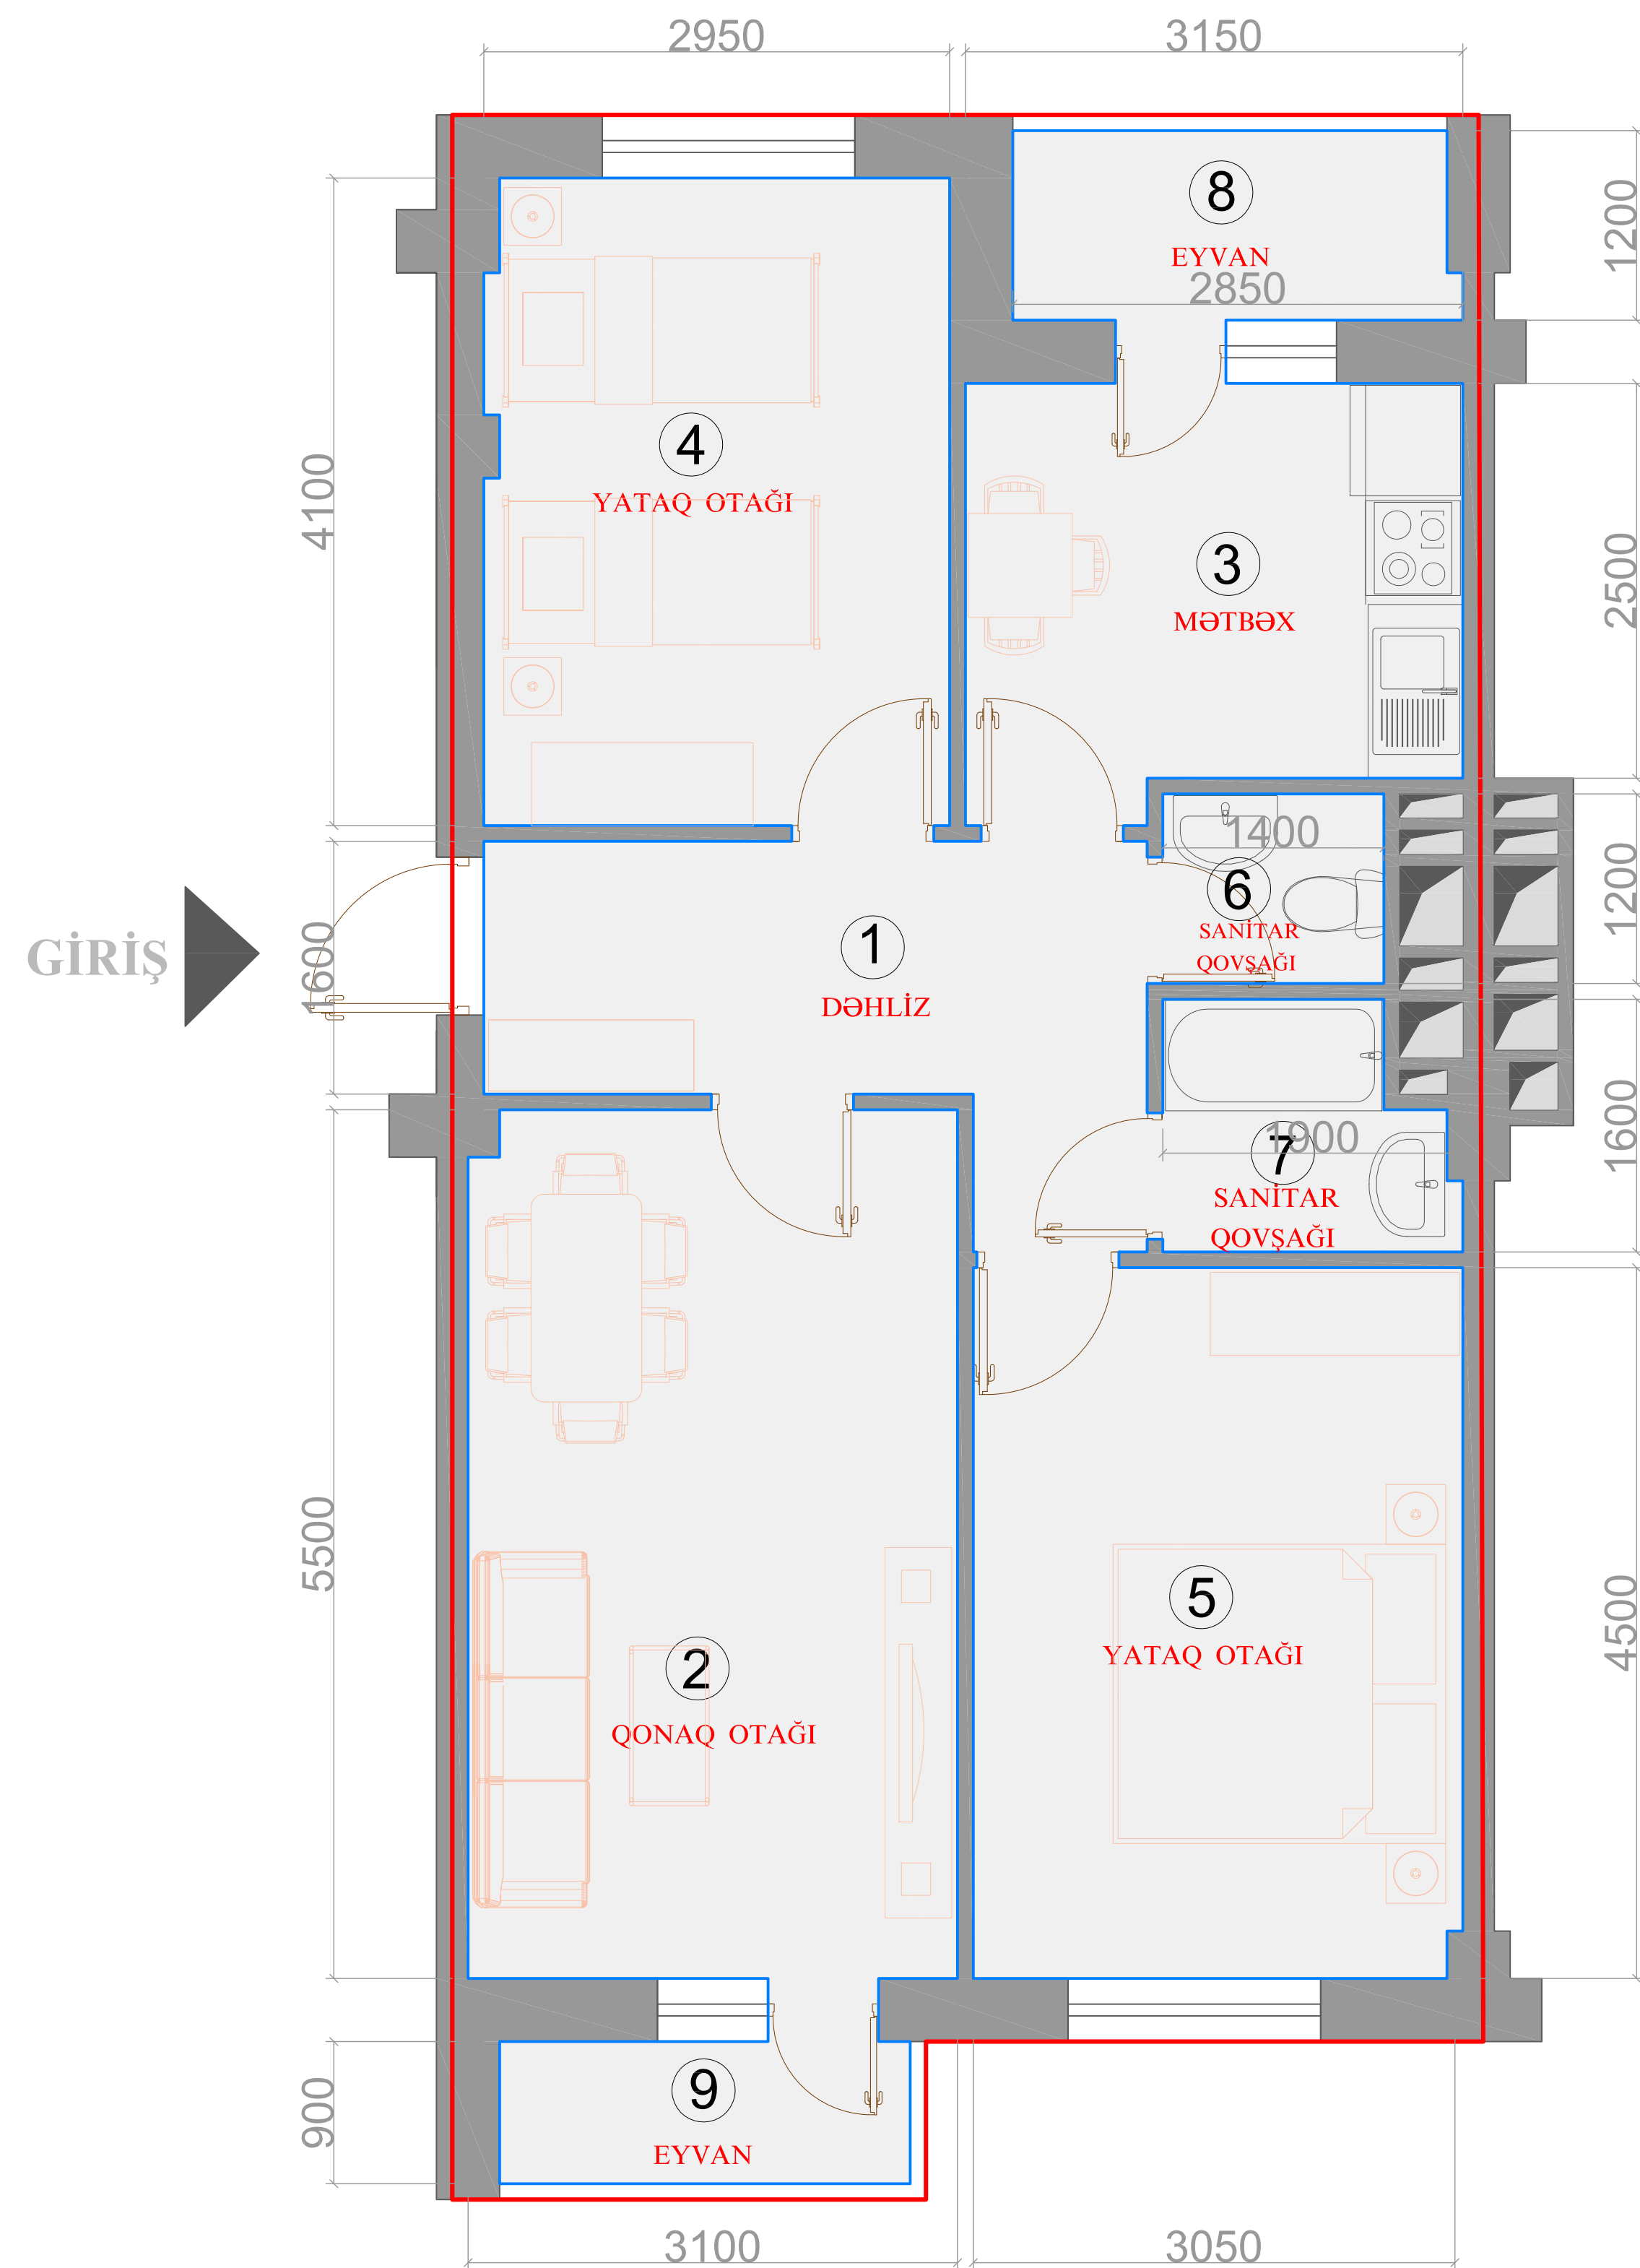 2950
3150
8
EYVAN
2850
1200
4
YATAQ OTAĞI
4100
3
MƏTBƏX
2500
1400
6
SANİTAR
QOVŞAĞI
1200
GİRİŞ
1600
1
DƏHLİZ
1900
7
SANİTAR
QOVŞAĞI
1600
5500
2
QONAQ OTAĞI
5
YATAQ OTAĞI
4500
9
EYVAN
900
3100
3050